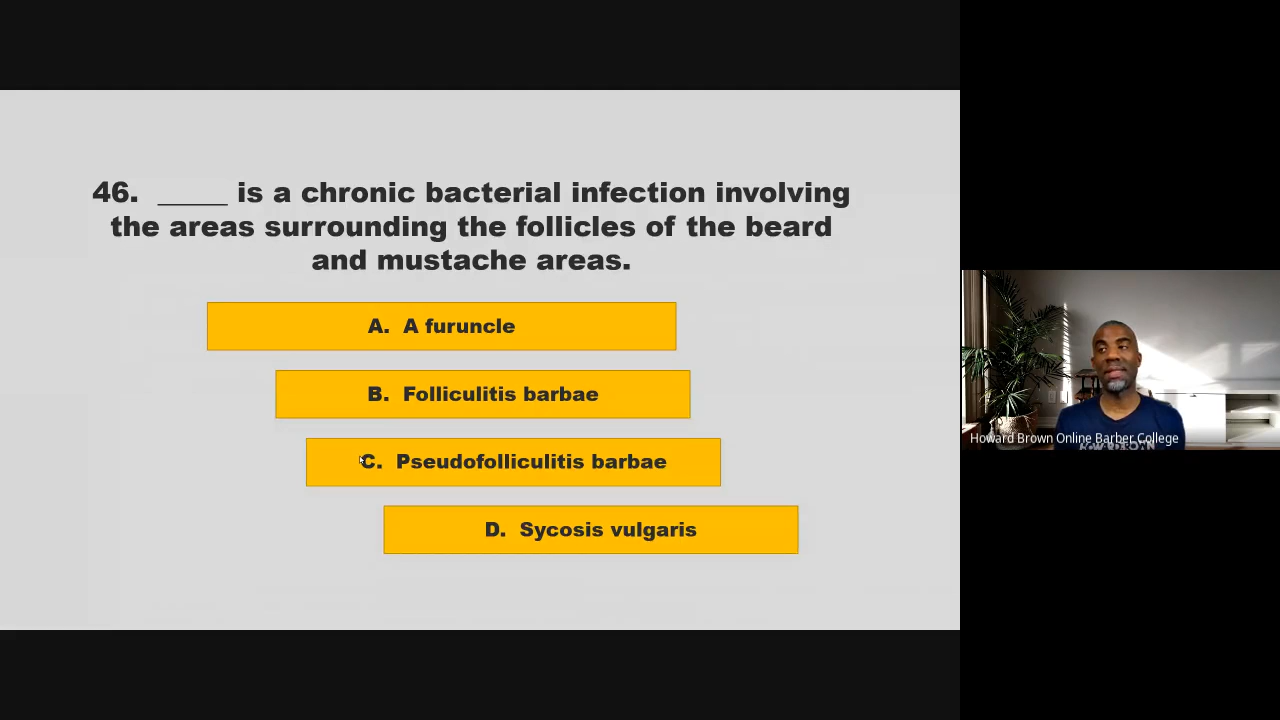 46. _____ is a chronic bacterial infection involving
the areas surrounding the follicles of the beard
and mustache areas.
A. A furuncle
B. Folliculitis barbae
C. Pseudofolliculitis barbae
D. Sycosis vulgaris
Howard Brown Online Barber College